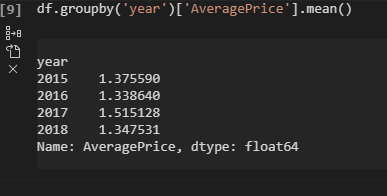 [9] df.groupby('year')['AveragePrice'].mean()
year
2015    1.375590
2016    1.338640
2017    1.515128
2018    1.347531
Name: AveragePrice, dtype: float64